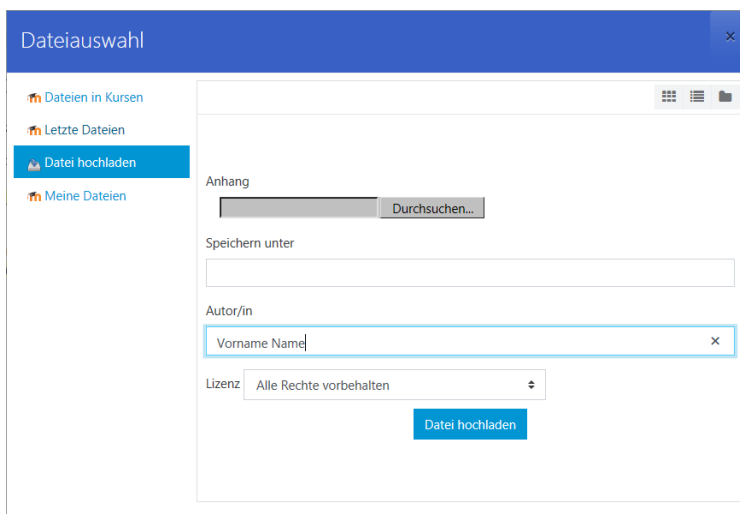 Dateiauswahl
Dateien in Kursen
Letzte Dateien
Datei hochladen
Meine Dateien
Anhang
Durchsuchen...
Speichern unter
Autor/in
Vorname Name
Lizenz Alle Rechte vorbehalten
Datei hochladen